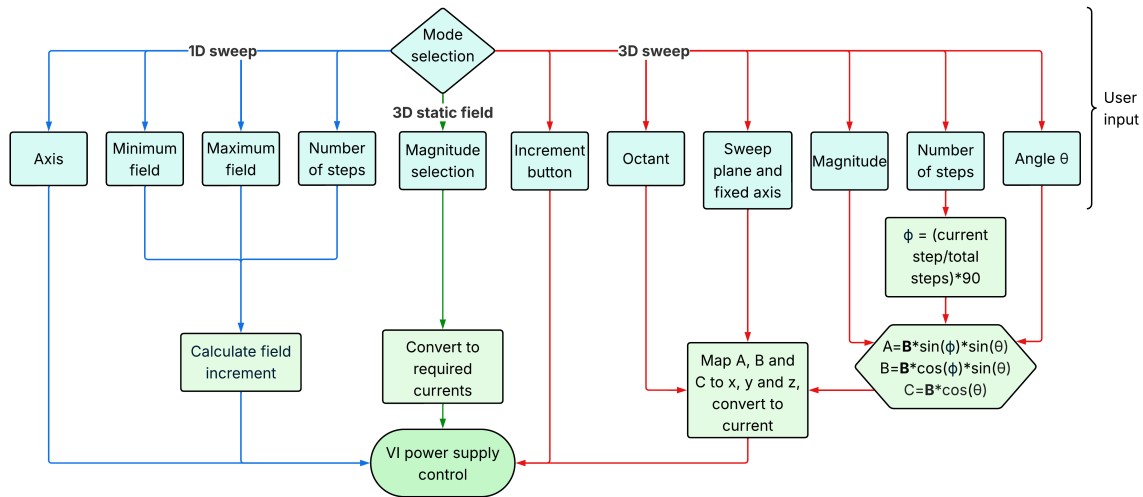 Mode
selection
1D sweep
3D sweep
3D static field
User
input
Axis
Minimum
field
Maximum
field
Number
of steps
Magnitude
selection
Increment
button
Octant
Sweep
plane and
fixed axis
Magnitude
Number
of steps
Angle θ
ϕ = (current
step/total
steps)*90
Calculate field
increment
Convert to
required
currents
Map A, B and
C to x, y and z,
convert to
current
A=B*sin(ϕ)*sin(θ)
B=B*cos(ϕ)*sin(θ)
C=B*cos(θ)
VI power supply
control